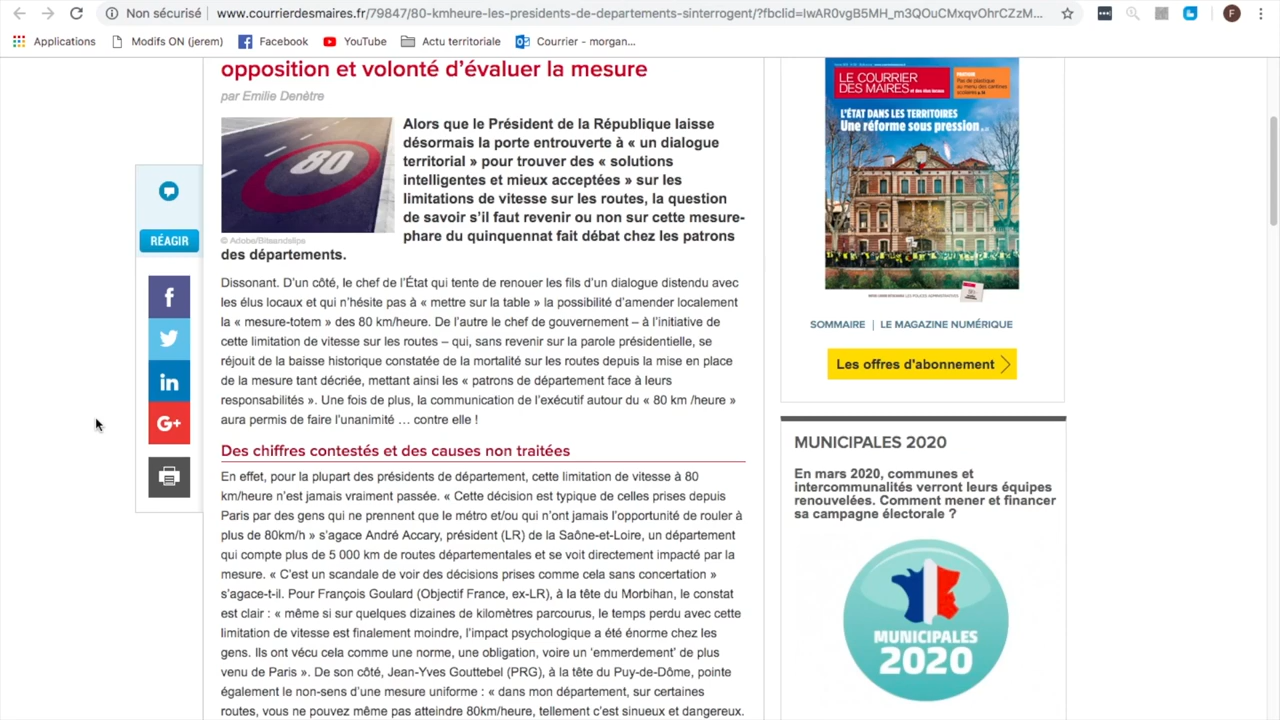 Non sécurisé
www.courrierdesmaires.fr/79847/80-kmheure-les-presidents-de-departements-sinterrogent/?fbclid=IwAR0vgB5MH_m3QOuCMxqvOhrCZzM...
F
Applications
Modifs ON (jerem)
Facebook
YouTube
Actu territoriale
Courrier - morgan...
opposition et volonté d’évaluer la mesure
par Emilie Denètre
80
© Adobe/Bitsandslips
Alors que le Président de la République laisse
désormais la porte entrouverte à « un dialogue
territorial » pour trouver des « solutions
intelligentes et mieux acceptées » sur les
limitations de vitesse sur les routes, la question
de savoir s’il faut revenir ou non sur cette mesure-
phare du quinquennat fait débat chez les patrons
des départements.
RÉAGIR
f
in
G+
Dissonant. D’un côté, le chef de l’État qui tente de renouer les fils d’un dialogue distendu avec
les élus locaux et qui n’hésite pas à « mettre sur la table » la possibilité d’amender localement
la « mesure-totem » des 80 km/heure. De l’autre le chef de gouvernement – à l’initiative de
cette limitation de vitesse sur les routes – qui, sans revenir sur la parole présidentielle, se
réjouit de la baisse historique constatée de la mortalité sur les routes depuis la mise en place
de la mesure tant décriée, mettant ainsi les « patrons de département face à leurs
responsabilités ». Une fois de plus, la communication de l’exécutif autour du « 80 km /heure »
aura permis de faire l’unanimité … contre elle !
Des chiffres contestés et des causes non traitées
En effet, pour la plupart des présidents de département, cette limitation de vitesse à 80
km/heure n’est jamais vraiment passée. « Cette décision est typique de celles prises depuis
Paris par des gens qui ne prennent que le métro et/ou qui n’ont jamais l’opportunité de rouler à
plus de 80km/h » s’agace André Accary, président (LR) de la Saône-et-Loire, un département
qui compte plus de 5 000 km de routes départementales et se voit directement impacté par la
mesure. « C’est un scandale de voir des décisions prises comme cela sans concertation »
s’agace-t-il. Pour François Goulard (Objectif France, ex-LR), à la tête du Morbihan, le constat
est clair : « même si sur quelques dizaines de kilomètres parcourus, le temps perdu avec cette
limitation de vitesse est finalement moindre, l’impact psychologique a été énorme chez les
gens. Ils ont vécu cela comme une norme, une obligation, voire un ‘emmerdement’ de plus
venu de Paris ». De son côté, Jean-Yves Gouttebel (PRG), à la tête du Puy-de-Dôme, pointe
également le non-sens d’une mesure uniforme : « dans mon département, sur certaines
routes, vous ne pouvez même pas atteindre 80km/heure, tellement c’est sinueux et dangereux.
LE COURRIER
DES MAIRES
et des élus locaux
Pas de plastique
au menu des cantines
scolaires
L’ÉTAT DANS LES TERRITOIRES
Une réforme sous pression
SOMMAIRE | LE MAGAZINE NUMÉRIQUE
Les offres d'abonnement
MUNICIPALES 2020
En mars 2020, communes et
intercommunalités verront leurs équipes
renouvelées. Comment mener et financer
sa campagne électorale ?
MUNICIPALES
2020